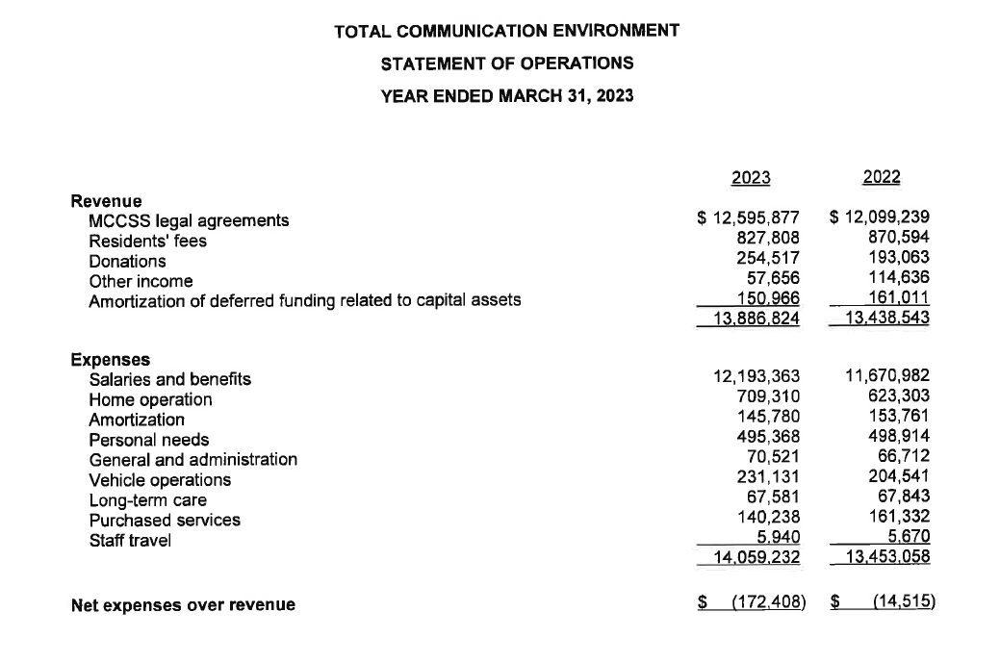 TOTAL COMMUNICATION ENVIRONMENT
STATEMENT OF OPERATIONS
YEAR ENDED MARCH 31, 2023
2023 2022
Revenue
MCCSS legal agreements $ 12,595,877 $ 12,099,239
Residents' fees 827,808 870,594
Donations 254,517 193,063
Other income 57,656 114,636
Amortization of deferred funding related to capital assets 150,966 161,011
13,886,824 13,438,543
Expenses
Salaries and benefits 12,193,363 11,670,982
Home operation 709,310 623,303
Amortization 145,780 153,761
Personal needs 495,368 498,914
General and administration 70,521 66,712
Vehicle operations 231,131 204,541
Long-term care 67,581 67,843
Purchased services 140,238 161,332
Staff travel 5,940 5,670
14,059,232 13,453,058
Net expenses over revenue $ (172,408) $ (14,515)